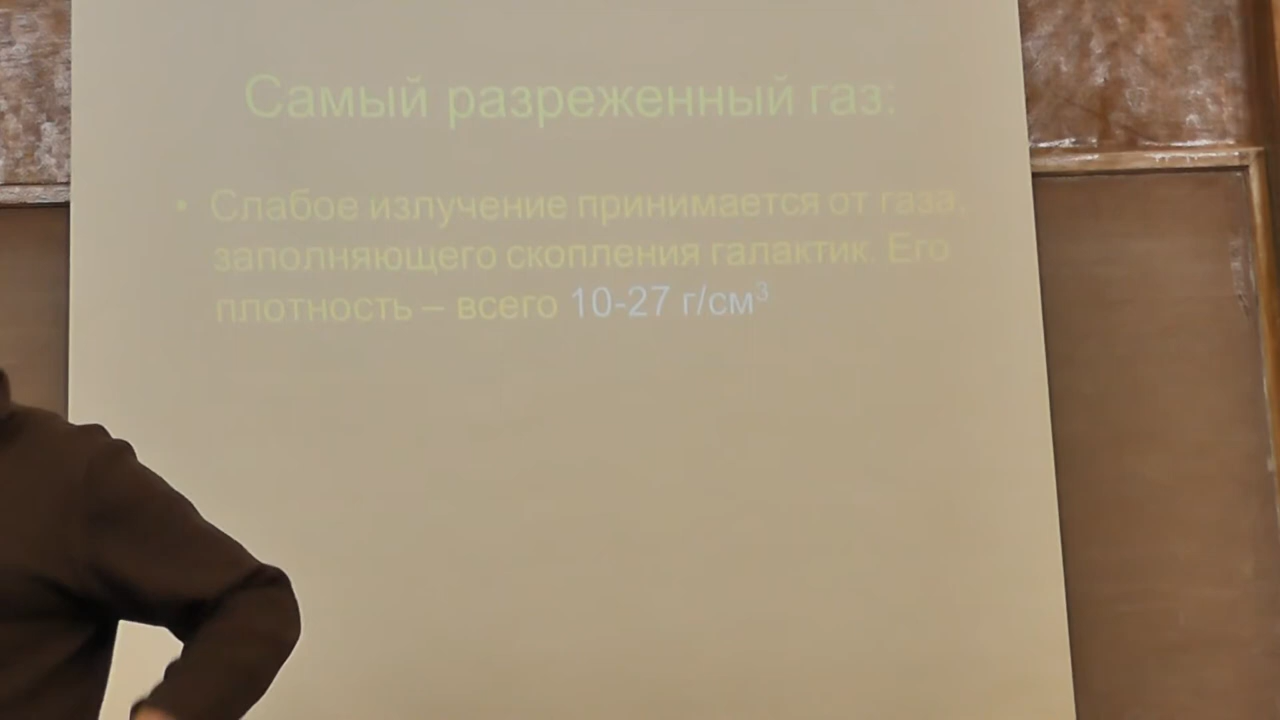 Самый разреженный газ:
• Слабое излучение принимается от газа,
заполняющего скопления галактик. Его
плотность – всего 10-27 г/см³